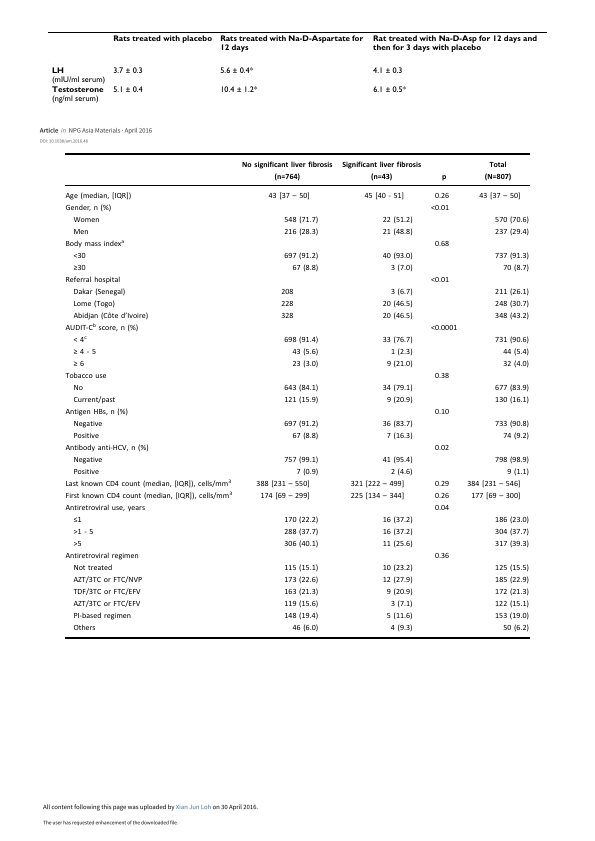 Rats treated with placebo Rats treated with Na-D-Aspartate for Rat treated with Na-D-Asp for 12 days and
12 days then for 3 days with placebo
LH 3.7 ± 0.3 5.6 ± 0.4* 4.1 ± 0.3
(mIU/ml serum)
Testosterone 5.1 ± 0.4 10.4 ± 1.2* 6.1 ± 0.5*
(ng/ml serum)
Article in NPG Asia Materials · April 2016
DOI: 10.1038/am.2016.48
No significant liver fibrosis Significant liver fibrosis Total
(n=764) (n=43) p (N=807)
Age (median, [IQR]) 43 [37 – 50] 45 [40 - 51] 0.26 43 [37 – 50]
Gender, n (%) <0.01
Women 548 (71.7) 22 (51.2) 570 (70.6)
Men 216 (28.3) 21 (48.8) 237 (29.4)
Body mass indexᵃ 0.68
<30 697 (91.2) 40 (93.0) 737 (91.3)
≥30 67 (8.8) 3 (7.0) 70 (8.7)
Referral hospital <0.01
Dakar (Senegal) 208 3 (6.7) 211 (26.1)
Lome (Togo) 228 20 (46.5) 248 (30.7)
Abidjan (Côte d'Ivoire) 328 20 (46.5) 348 (43.2)
AUDIT-Cᵇ score, n (%) <0.0001
< 4ᶜ 698 (91.4) 33 (76.7) 731 (90.6)
≥ 4 - 5 43 (5.6) 1 (2.3) 44 (5.4)
≥ 6 23 (3.0) 9 (21.0) 32 (4.0)
Tobacco use 0.38
No 643 (84.1) 34 (79.1) 677 (83.9)
Current/past 121 (15.9) 9 (20.9) 130 (16.1)
Antigen HBs, n (%) 0.10
Negative 697 (91.2) 36 (83.7) 733 (90.8)
Positive 67 (8.8) 7 (16.3) 74 (9.2)
Antibody anti-HCV, n (%) 0.02
Negative 757 (99.1) 41 (95.4) 798 (98.9)
Positive 7 (0.9) 2 (4.6) 9 (1.1)
Last known CD4 count (median, [IQR]), cells/mm³ 388 [231 – 550] 321 [222 – 499] 0.29 384 [231 – 546]
First known CD4 count (median, [IQR]), cells/mm³ 174 [69 – 299] 225 [134 – 344] 0.26 177 [69 – 300]
Antiretroviral use, years 0.04
≤1 170 (22.2) 16 (37.2) 186 (23.0)
>1 - 5 288 (37.7) 16 (37.2) 304 (37.7)
>5 306 (40.1) 11 (25.6) 317 (39.3)
Antiretroviral regimen 0.36
Not treated 115 (15.1) 10 (23.2) 125 (15.5)
AZT/3TC or FTC/NVP 173 (22.6) 12 (27.9) 185 (22.9)
TDF/3TC or FTC/EFV 163 (21.3) 9 (20.9) 172 (21.3)
AZT/3TC or FTC/EFV 119 (15.6) 3 (7.1) 122 (15.1)
PI-based regimen 148 (19.4) 5 (11.6) 153 (19.0)
Others 46 (6.0) 4 (9.3) 50 (6.2)
All content following this page was uploaded by Xian Jun Loh on 30 April 2016.
The user has requested enhancement of the downloaded file.